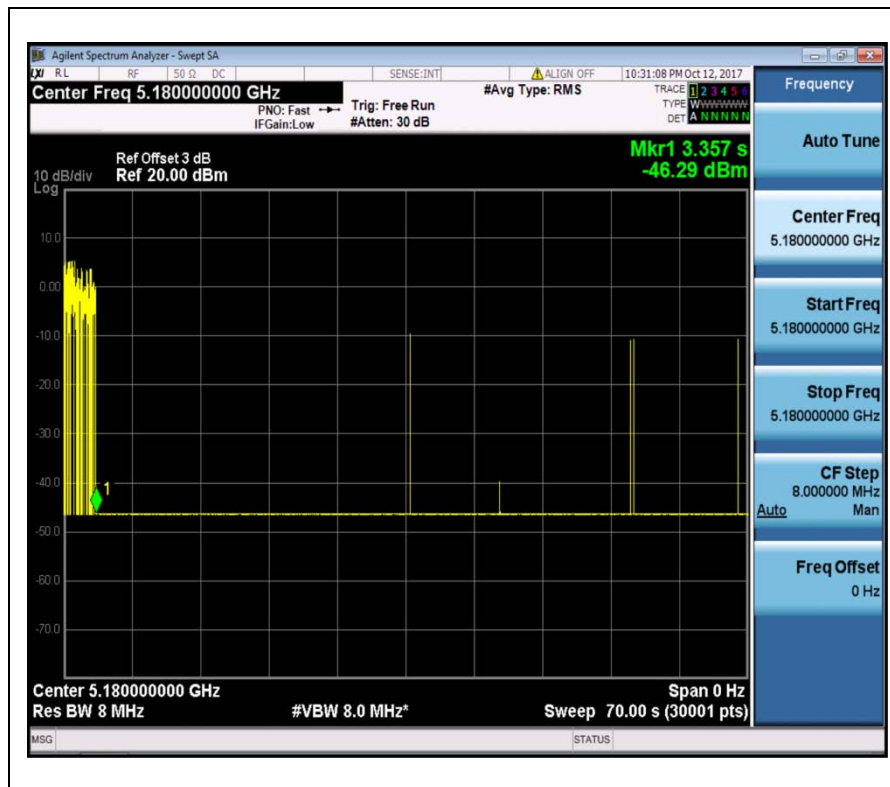 Agilent Spectrum Analyzer - Swept SA
LXI RL RF 50 Ω DC SENSE:INT ALIGN OFF 10:31:08 PM Oct 12, 2017
Center Freq 5.180000000 GHz
PNO: Fast
IFGain:Low
Trig: Free Run
#Atten: 30 dB
#Avg Type: RMS
TRACE 1 2 3 4 5 6
TYPE WWWWWW
DET A N N N N N
Mkr1 3.357 s
-46.29 dBm
Ref Offset 3 dB
10 dB/div Ref 20.00 dBm
Log
10.0
0.00
-10.0
-20.0
-30.0
-40.0
-50.0
-60.0
-70.0
1
Center 5.180000000 GHz Span 0 Hz
Res BW 8 MHz #VBW 8.0 MHz* Sweep 70.00 s (30001 pts)
MSG STATUS
Frequency
Auto Tune
Center Freq
5.180000000 GHz
Start Freq
5.180000000 GHz
Stop Freq
5.180000000 GHz
CF Step
8.000000 MHz
Auto Man
Freq Offset
0 Hz